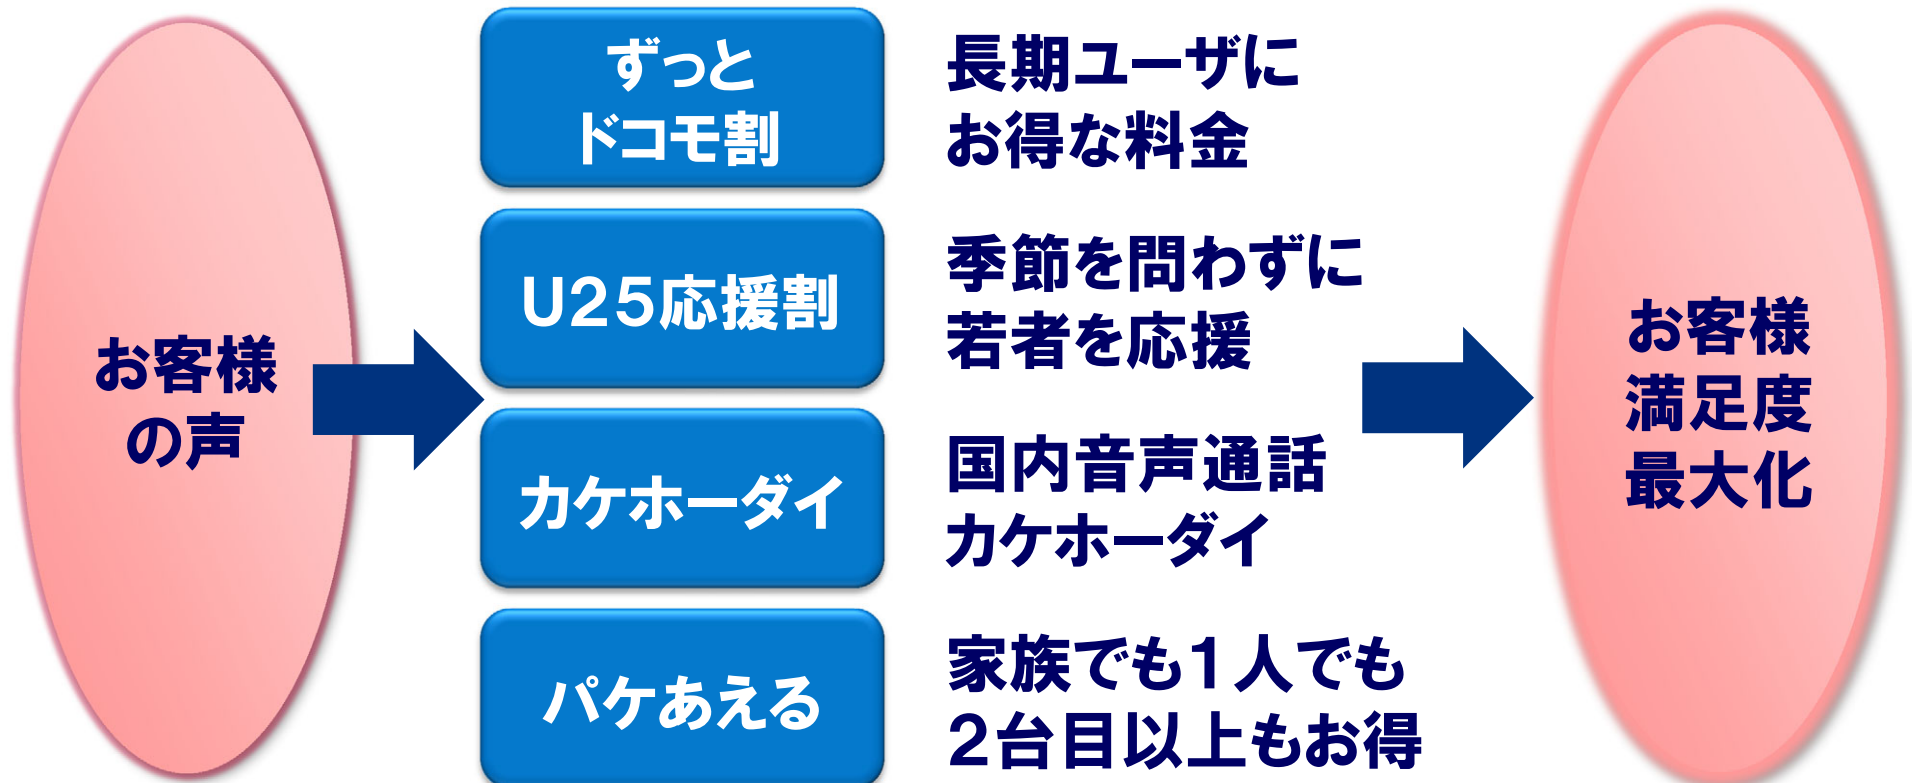 お客様
の声
ずっと
ドコモ割
長期ユーザに
お得な料金
U25応援割
季節を問わずに
若者を応援
カケホーダイ
国内音声通話
カケホーダイ
パケあえる
家族でも1人でも
2台目以上もお得
お客様
満足度
最大化